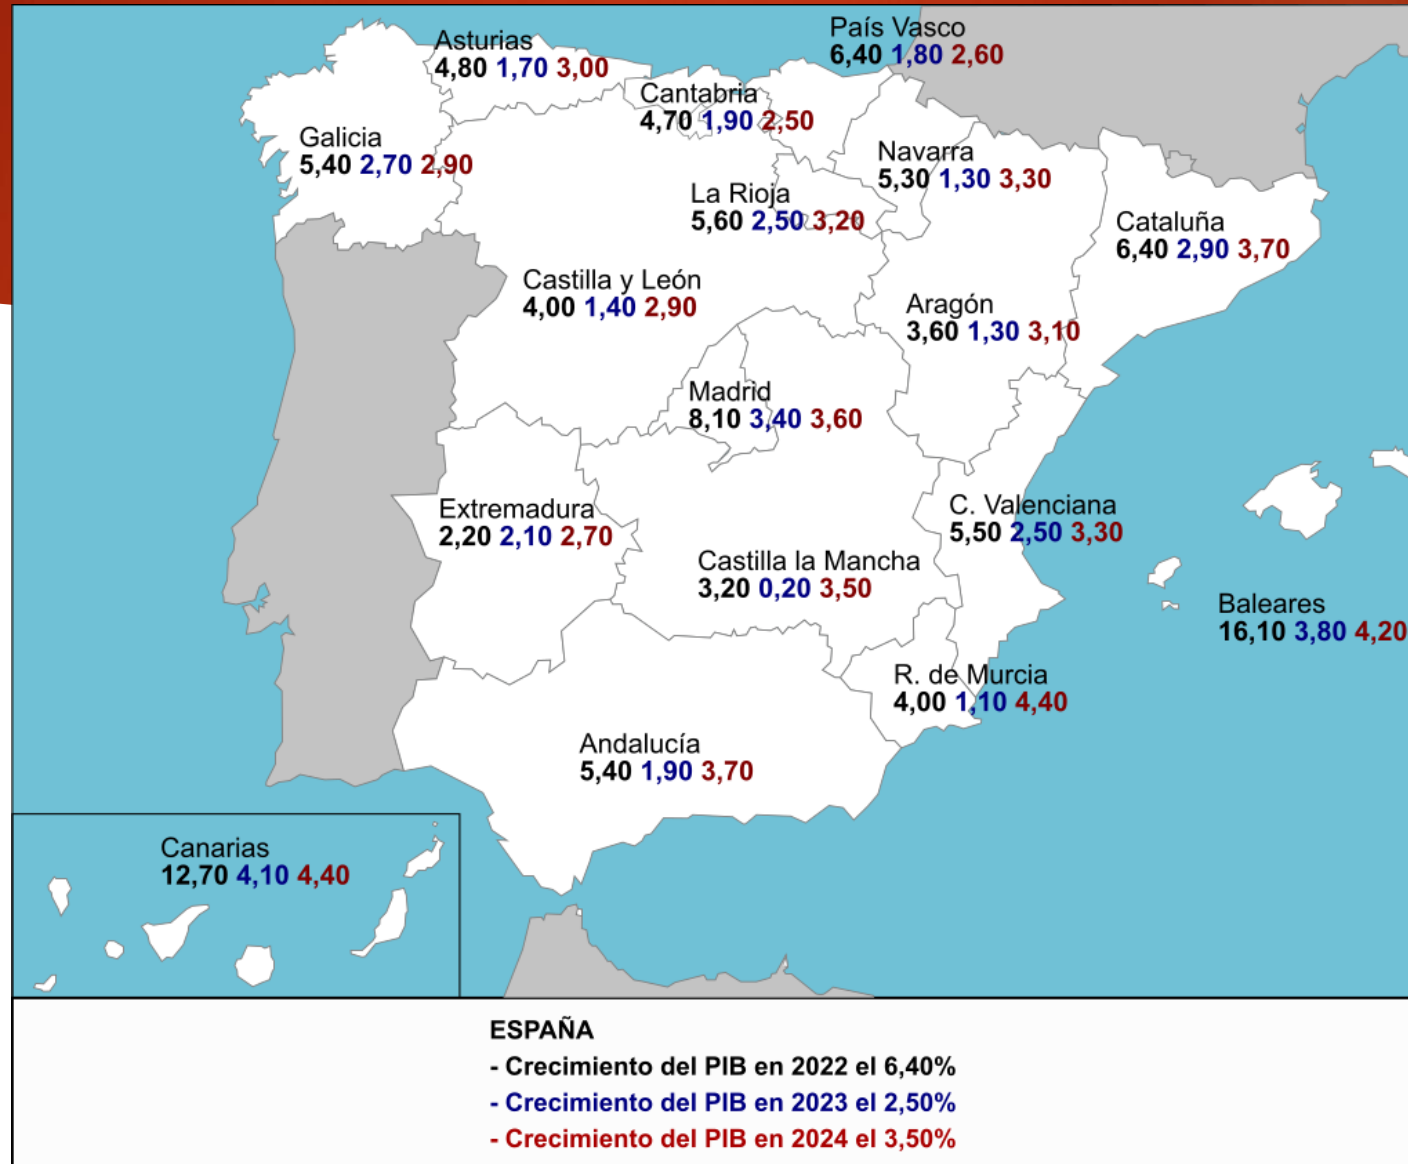 País Vasco
6,40 1,80 2,60
Asturias
4,80 1,70 3,00
Cantabria
4,70 1,90 2,50
Galicia
5,40 2,70 2,90
Navarra
5,30 1,30 3,30
La Rioja
5,60 2,50 3,20
Cataluña
6,40 2,90 3,70
Castilla y León
4,00 1,40 2,90
Aragón
3,60 1,30 3,10
Madrid
8,10 3,40 3,60
Extremadura
2,20 2,10 2,70
C. Valenciana
5,50 2,50 3,30
Castilla la Mancha
3,20 0,20 3,50
Baleares
16,10 3,80 4,20
R. de Murcia
4,00 1,10 4,40
Andalucía
5,40 1,90 3,70
Canarias
12,70 4,10 4,40
ESPAÑA
- Crecimiento del PIB en 2022 el 6,40%
- Crecimiento del PIB en 2023 el 2,50%
- Crecimiento del PIB en 2024 el 3,50%